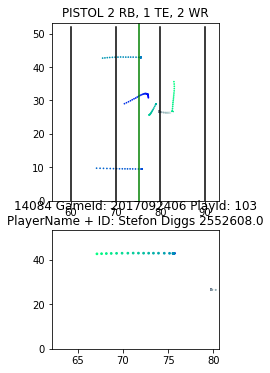 PISTOL 2 RB, 1 TE, 2 WR
50
40
30
20
10
0
60 70 80 90
14084 GameId: 2017092406 PlayId: 103
PlayerName + ID: Stefon Diggs 2552608.0
40
20
0
65 70 75 80